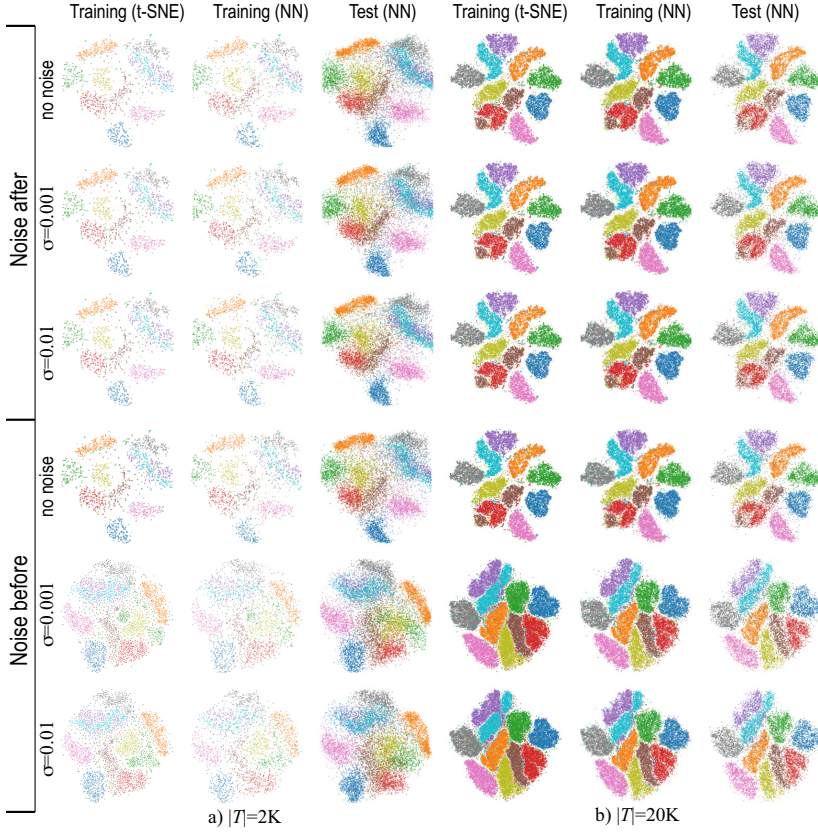 Training (t-SNE) Training (NN) Test (NN) Training (t-SNE) Training (NN) Test (NN)
Noise after
no noise
σ=0.001
σ=0.01
Noise before
no noise
σ=0.001
σ=0.01
a) |T|=2K b) |T|=20K